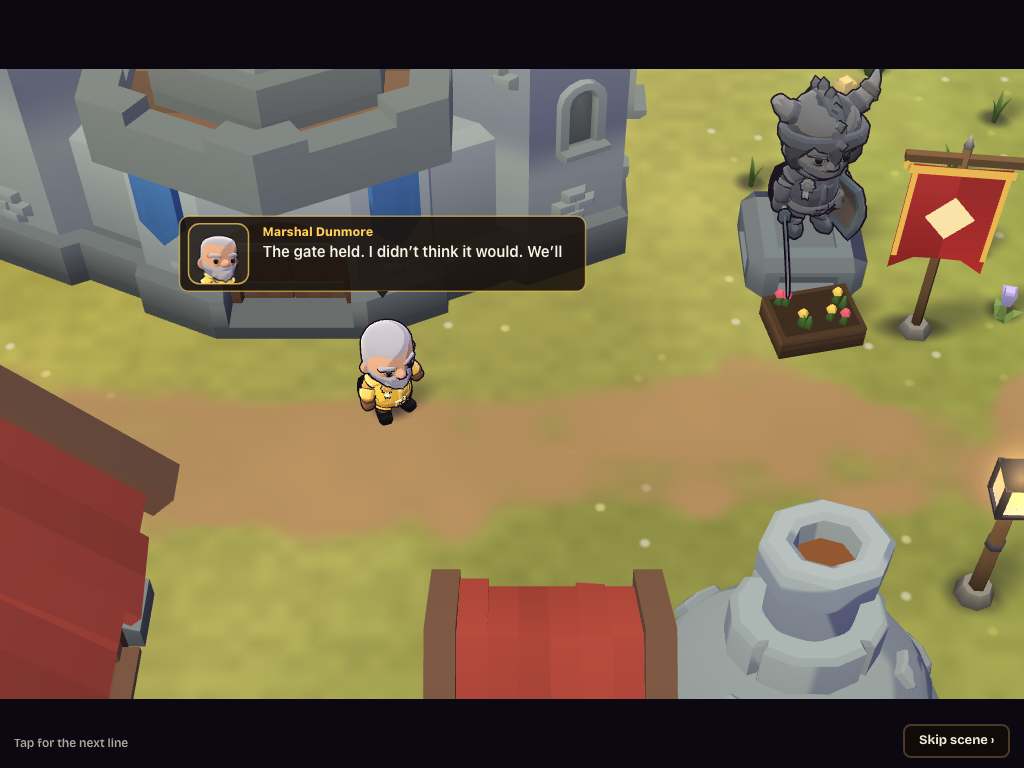 Marshal Dunmore
The gate held. I didn’t think it would. We’ll
Tap for the next line
Skip scene ›